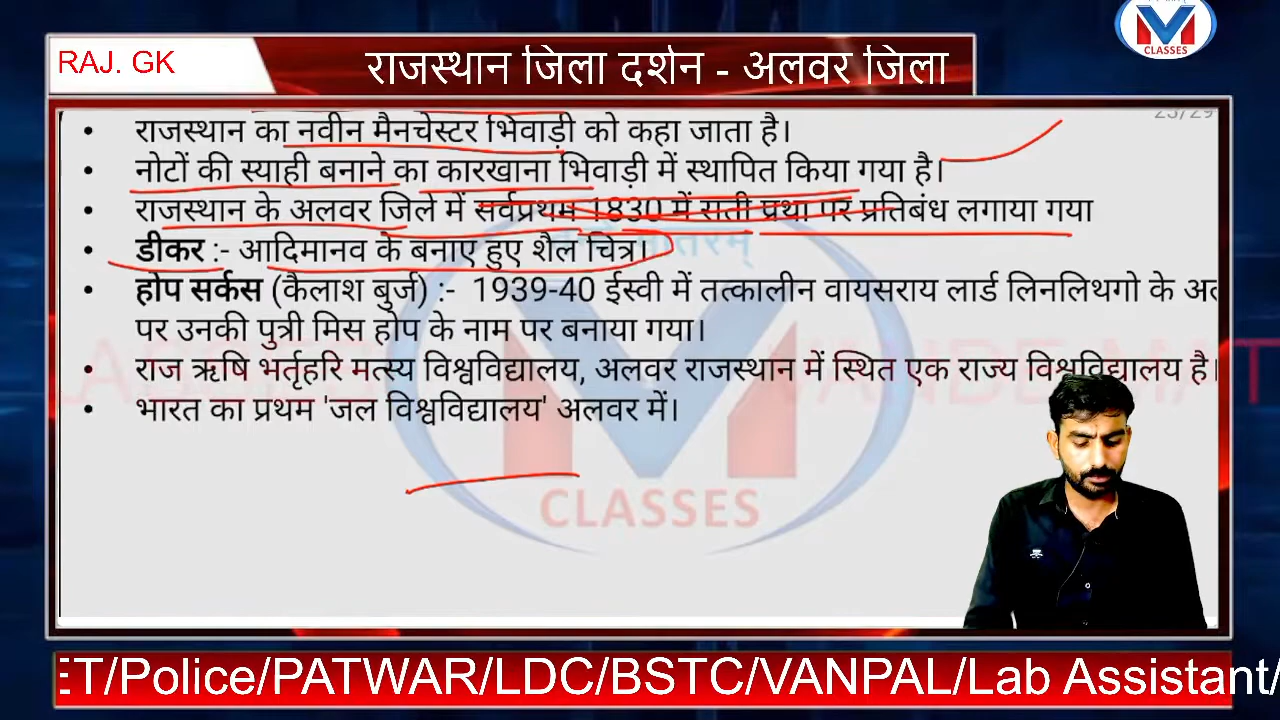 CLASSES
RAJ. GK
राजस्थान जिला दर्शन - अलवर जिला
• राजस्थान का नवीन मैनचेस्टर भिवाड़ी को कहा जाता है।
• नोटों की स्याही बनाने का कारखाना भिवाड़ी में स्थापित किया गया है।
• राजस्थान के अलवर जिले में सर्वप्रथम 1830 में सती प्रथा पर प्रतिबंध लगाया गया
• डीकर :- आदिमानव के बनाए हुए शैल चित्र।
• होप सर्कस (कैलाश बुर्ज) :- 1939-40 ईस्वी में तत्कालीन वायसराय लार्ड लिनलिथगो के
पर उनकी पुत्री मिस होप के नाम पर बनाया गया।
• राज ऋषि भर्तृहरि मत्स्य विश्वविद्यालय, अलवर राजस्थान में स्थित एक राज्य विश्वविद्यालय है।
• भारत का प्रथम 'जल विश्वविद्यालय' अलवर में।
CLASSES
ET/Police/PATWAR/LDC/BSTC/VANPAL/Lab Assistant/